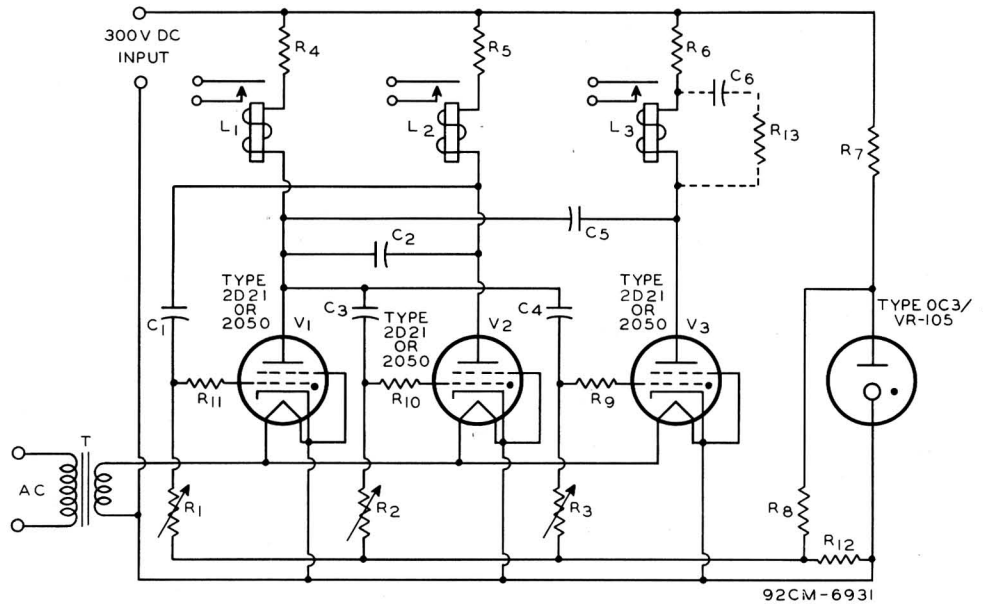 300V DC
INPUT
R4
R5
R6
C6
L1
L2
L3
R13
R7
C5
C2
TYPE
2D21
OR
2050
V1
C3
TYPE
2D21
OR
2050
V2
C4
TYPE
2D21
OR
2050
V3
TYPE OC3/
VR-105
C1
R11
R10
R9
T
AC
R1
R2
R3
R8
R12
92CM-6931